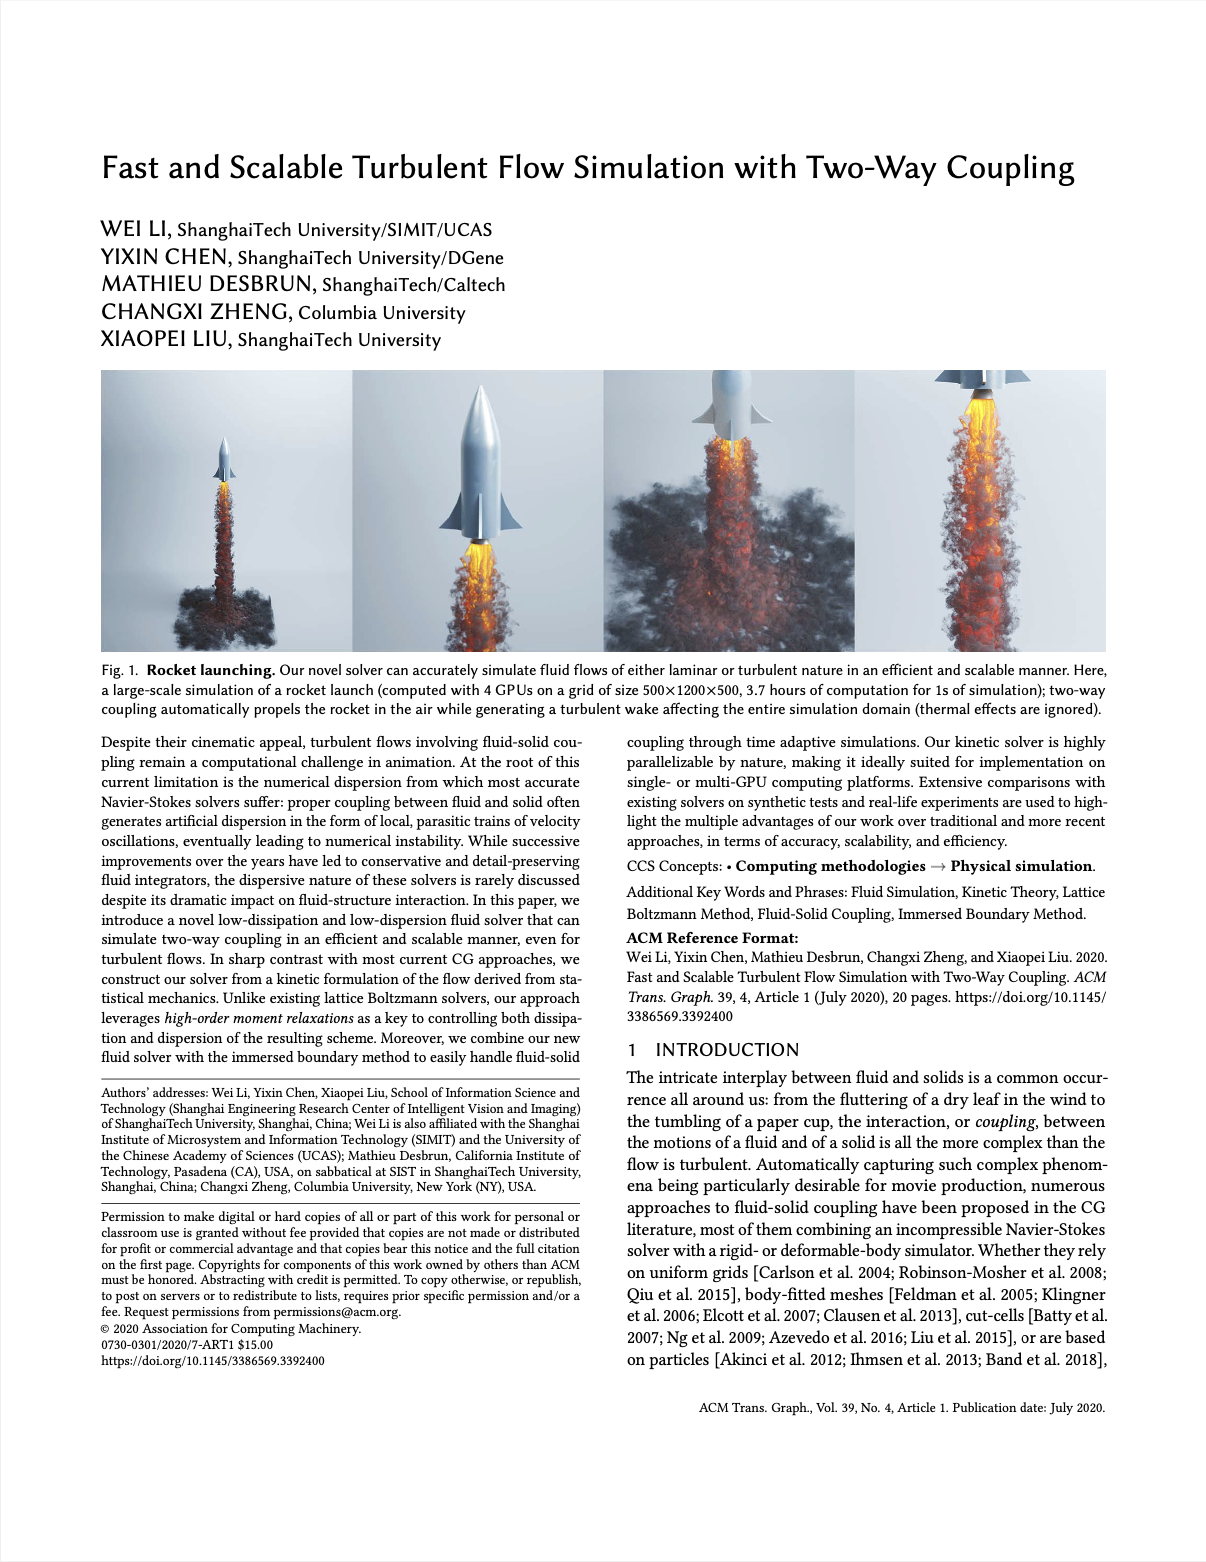 Fast and Scalable Turbulent Flow Simulation with Two-Way Coupling
WEI LI, ShanghaiTech University/SIMIT/UCAS
YIXIN CHEN, ShanghaiTech University/DGene
MATHIEU DESBRUN, ShanghaiTech/Caltech
CHANGXI ZHENG, Columbia University
XIAOPEI LIU, ShanghaiTech University
Fig. 1. Rocket launching. Our novel solver can accurately simulate fluid flows of either laminar or turbulent nature in an efficient and scalable manner. Here,
a large-scale simulation of a rocket launch (computed with 4 GPUs on a grid of size 500×1200×500, 3.7 hours of computation for 1s of simulation); two-way
coupling automatically propels the rocket in the air while generating a turbulent wake affecting the entire simulation domain (thermal effects are ignored).
Despite their cinematic appeal, turbulent flows involving fluid-solid cou-
pling remain a computational challenge in animation. At the root of this
current limitation is the numerical dispersion from which most accurate
Navier-Stokes solvers suffer: proper coupling between fluid and solid often
generates artificial dispersion in the form of local, parasitic trains of velocity
oscillations, eventually leading to numerical instability. While successive
improvements over the years have led to conservative and detail-preserving
fluid integrators, the dispersive nature of these solvers is rarely discussed
despite its dramatic impact on fluid-structure interaction. In this paper, we
introduce a novel low-dissipation and low-dispersion fluid solver that can
simulate two-way coupling in an efficient and scalable manner, even for
turbulent flows. In sharp contrast with most current CG approaches, we
construct our solver from a kinetic formulation of the flow derived from sta-
tistical mechanics. Unlike existing lattice Boltzmann solvers, our approach
leverages high-order moment relaxations as a key to controlling both dissipa-
tion and dispersion of the resulting scheme. Moreover, we combine our new
fluid solver with the immersed boundary method to easily handle fluid-solid
Authors' addresses: Wei Li, Yixin Chen, Xiaopei Liu, School of Information Science and
Technology (Shanghai Engineering Research Center of Intelligent Vision and Imaging)
of ShanghaiTech University, Shanghai, China; Wei Li is also affiliated with the Shanghai
Institute of Microsystem and Information Technology (SIMIT) and the University of
the Chinese Academy of Sciences (UCAS); Mathieu Desbrun, California Institute of
Technology, Pasadena (CA), USA, on sabbatical at SIST in ShanghaiTech University,
Shanghai, China; Changxi Zheng, Columbia University, New York (NY), USA.
Permission to make digital or hard copies of all or part of this work for personal or
classroom use is granted without fee provided that copies are not made or distributed
for profit or commercial advantage and that copies bear this notice and the full citation
on the first page. Copyrights for components of this work owned by others than ACM
must be honored. Abstracting with credit is permitted. To copy otherwise, or republish,
to post on servers or to redistribute to lists, requires prior specific permission and/or a
fee. Request permissions from permissions@acm.org.
© 2020 Association for Computing Machinery.
0730-0301/2020/7-ART1 $15.00
https://doi.org/10.1145/3386569.3392400
coupling through time adaptive simulations. Our kinetic solver is highly
parallelizable by nature, making it ideally suited for implementation on
single- or multi-GPU computing platforms. Extensive comparisons with
existing solvers on synthetic tests and real-life experiments are used to high-
light the multiple advantages of our work over traditional and more recent
approaches, in terms of accuracy, scalability, and efficiency.
CCS Concepts: • Computing methodologies → Physical simulation.
Additional Key Words and Phrases: Fluid Simulation, Kinetic Theory, Lattice
Boltzmann Method, Fluid-Solid Coupling, Immersed Boundary Method.
ACM Reference Format:
Wei Li, Yixin Chen, Mathieu Desbrun, Changxi Zheng, and Xiaopei Liu. 2020.
Fast and Scalable Turbulent Flow Simulation with Two-Way Coupling. ACM
Trans. Graph. 39, 4, Article 1 (July 2020), 20 pages. https://doi.org/10.1145/
3386569.3392400
1 INTRODUCTION
The intricate interplay between fluid and solids is a common occur-
rence all around us: from the fluttering of a dry leaf in the wind to
the tumbling of a paper cup, the interaction, or coupling, between
the motions of a fluid and of a solid is all the more complex than the
flow is turbulent. Automatically capturing such complex phenom-
ena being particularly desirable for movie production, numerous
approaches to fluid-solid coupling have been proposed in the CG
literature, most of them combining an incompressible Navier-Stokes
solver with a rigid- or deformable-body simulator. Whether they rely
on uniform grids [Carlson et al. 2004; Robinson-Mosher et al. 2008;
Qiu et al. 2015], body-fitted meshes [Feldman et al. 2005; Klingner
et al. 2006; Elcott et al. 2007; Clausen et al. 2013], cut-cells [Batty et al.
2007; Ng et al. 2009; Azevedo et al. 2016; Liu et al. 2015], or are based
on particles [Akinci et al. 2012; Ihmsen et al. 2013; Band et al. 2018],
ACM Trans. Graph., Vol. 39, No. 4, Article 1. Publication date: July 2020.